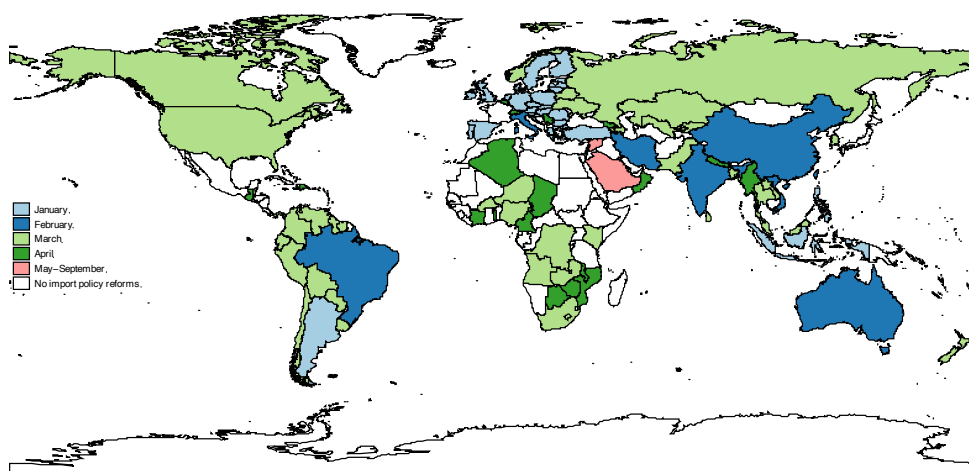 January.
February.
March.
April.
May−September.
No import policy reforms.